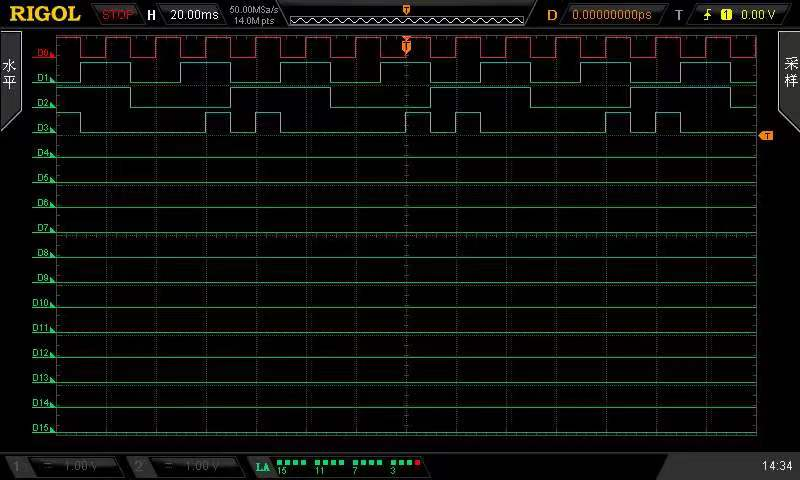 RIGOL STOP H 20.00ms 50.00MSa/s D 0.00000000ps T 1 0.00 V
14.0M pts
T
水平
采样
T
T
D0
D1
D2
D3
D4
D5
D6
D7
D8
D9
D10
D11
D12
D13
D14
D15
1 = 1.00 V 2 = 1.00 V LA 15 11 7 3 14:34